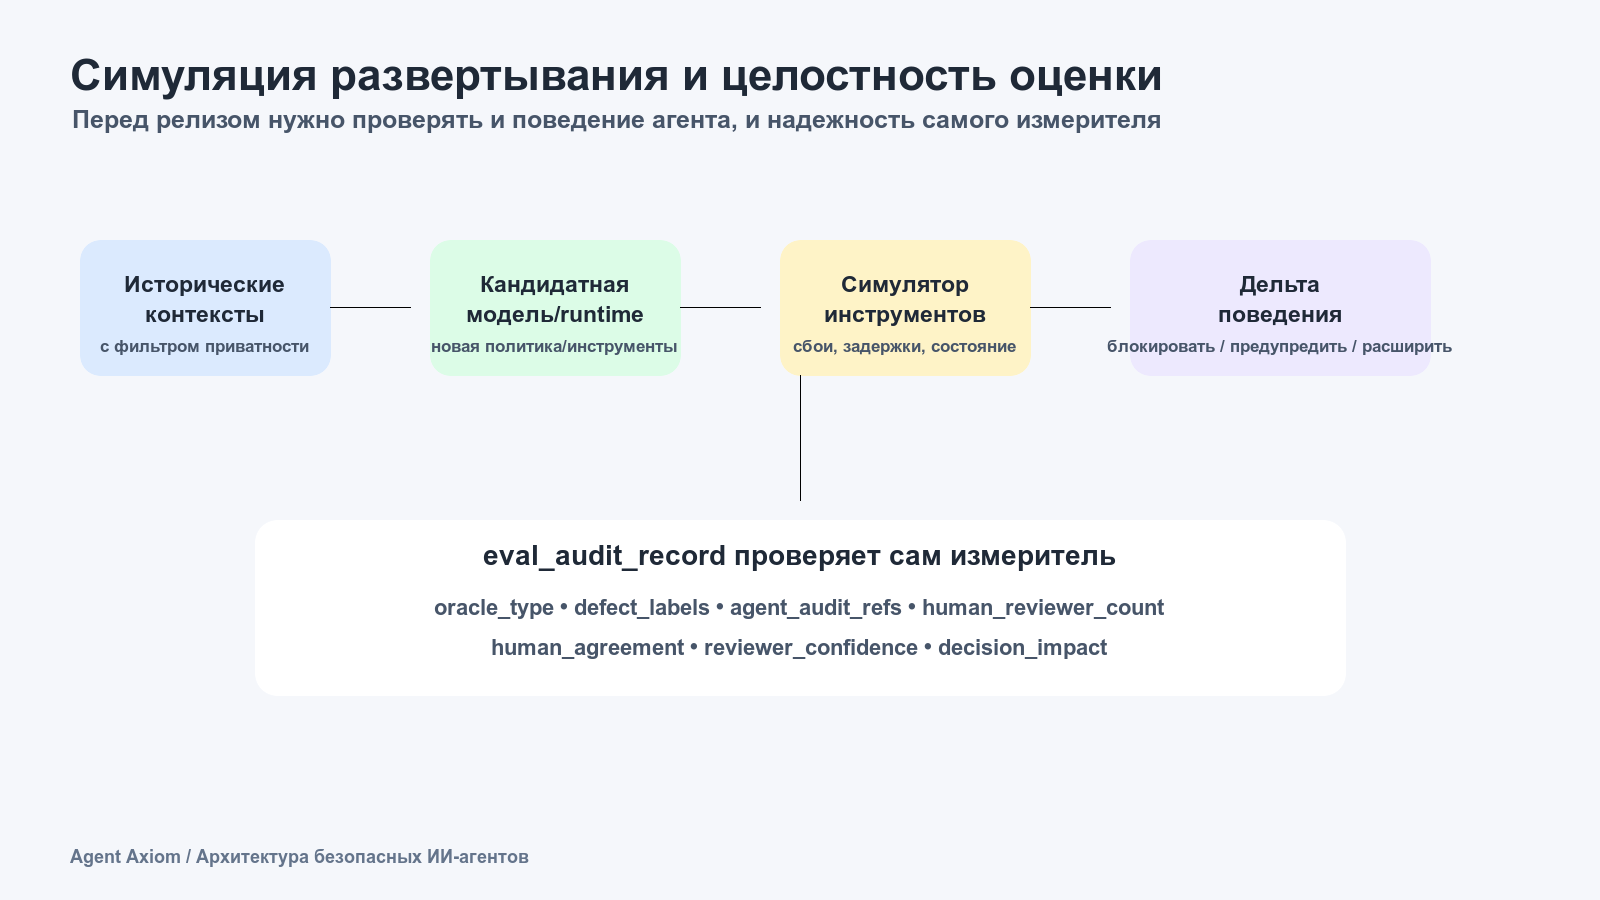 Симуляция развертывания и целостность оценки
Перед релизом нужно проверять и поведение агента, и надежность самого измерителя
Исторические
контексты
с фильтром приватности
Кандидатная
модель/runtime
новая политика/инструменты
Симулятор
инструментов
сбои, задержки, состояние
Дельта
поведения
блокировать / предупредить / расширить
eval_audit_record проверяет сам измеритель
oracle_type • defect_labels • agent_audit_refs • human_reviewer_count
human_agreement • reviewer_confidence • decision_impact
Agent Axiom / Архитектура безопасных ИИ-агентов